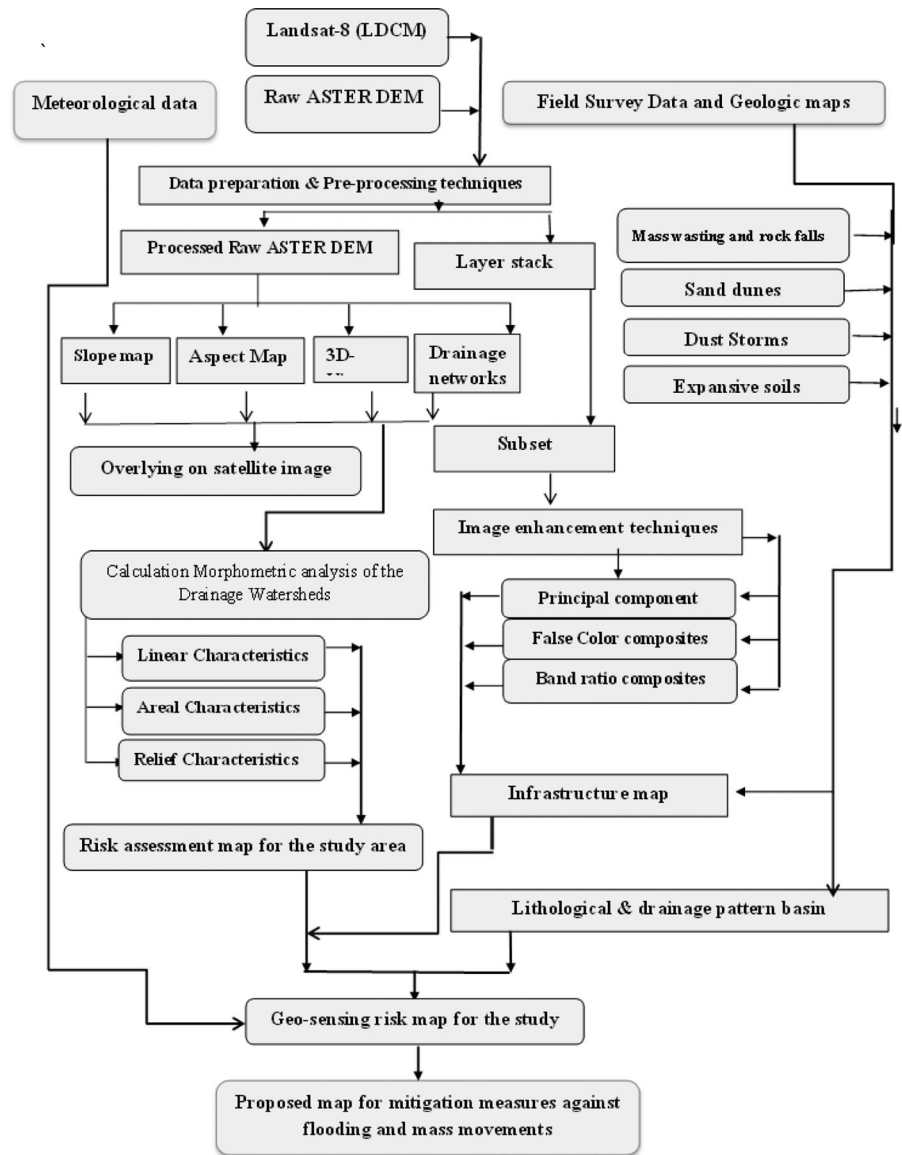 Landsat-8 (LDCM)
Meteorological data
Raw ASTER DEM
Field Survey Data and Geologic maps
Data preparation & Pre-processing techniques
Processed Raw ASTER DEM
Layer stack
Mass wasting and rock falls
Sand dunes
Dust Storms
Expansive soils
Slope map
Aspect Map
3D-
Drainage
networks
Overlying on satellite image
Subset
Image enhancement techniques
Calculation Morphometric analysis of the
Drainage Watersheds
Principal component
False Color composites
Band ratio composites
Linear Characteristics
Areal Characteristics
Relief Characteristics
Infrastructure map
Risk assessment map for the study area
Lithological & drainage pattern basin
Geo-sensing risk map for the study
Proposed map for mitigation measures against
flooding and mass movements